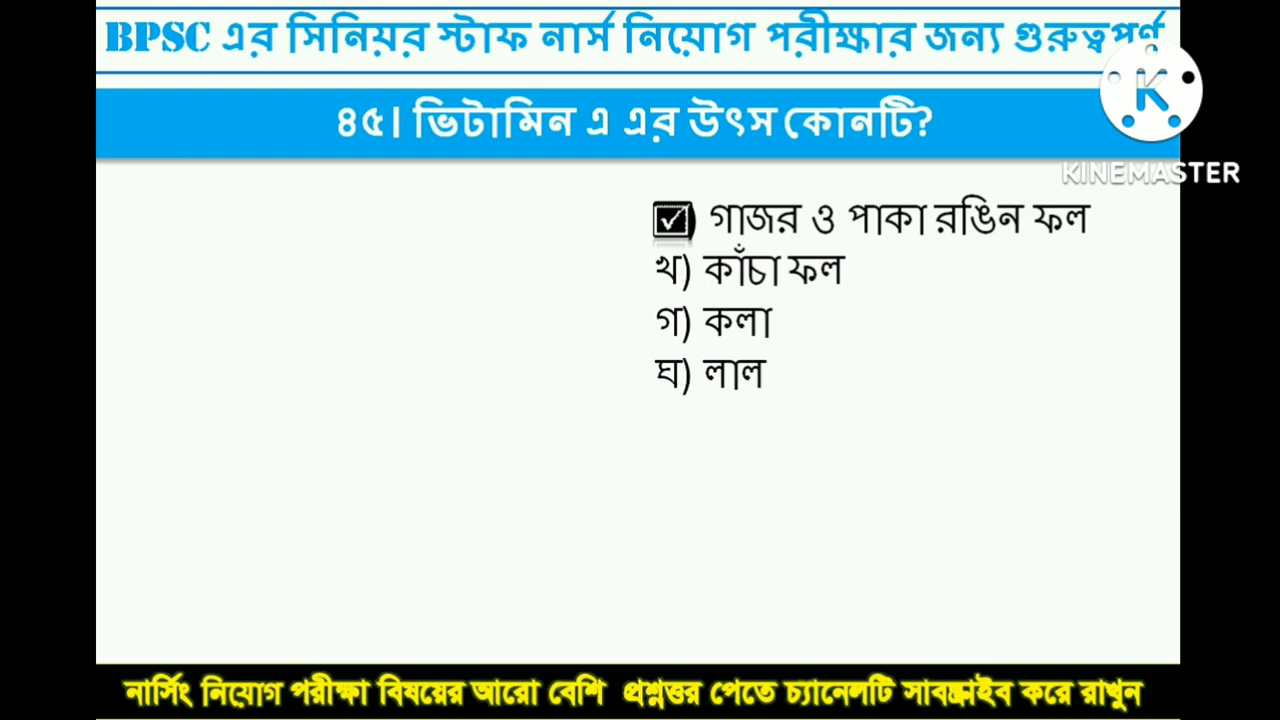 BPSC এর সিনিয়র স্টাফ নার্স নিয়োগ পরীক্ষার জন্য গুরুত্বপূর্ণ
৪৫। ভিটামিন এ এর উৎস কোনটি?
K
KINEMASTER
গাজর ও পাকা রঙিন ফল
খ) কাঁচা ফল
গ) কলা
ঘ) লাল
নার্সিং নিয়োগ পরীক্ষা বিষয়ের আরো বেশি প্রশ্নত্তর পেতে চ্যানেলটি সাবস্ক্রাইব করে রাখুন